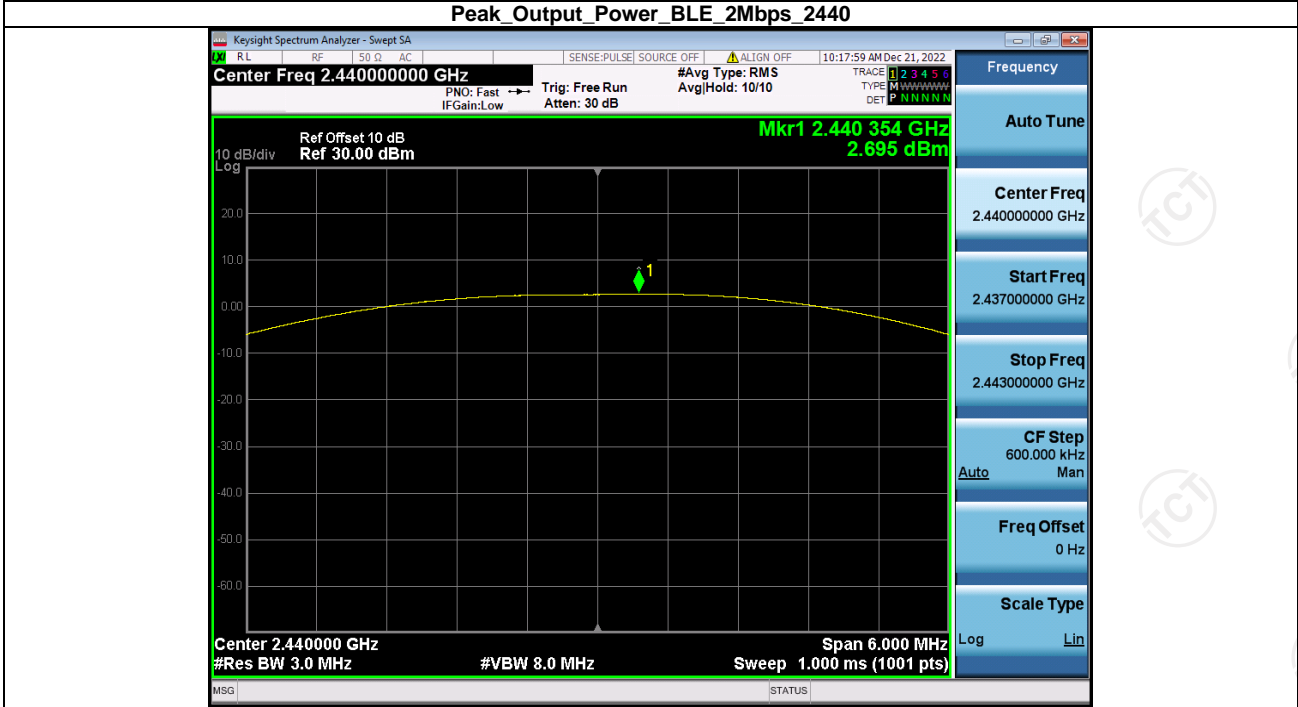 Peak_Output_Power_BLE_2Mbps_2440
Keysight Spectrum Analyzer - Swept SA
LXI RL RF 50 Ω AC SENSE:PULSE SOURCE OFF ALIGN OFF 10:17:59 AM Dec 21, 2022
Center Freq 2.440000000 GHz
PNO: Fast
IFGain:Low
Trig: Free Run
Atten: 30 dB
#Avg Type: RMS
Avg|Hold: 10/10
TRACE 1 2 3 4 5 6
TYPE M WWWWW
DET P N N N N N
Frequency
Auto Tune
Center Freq
2.440000000 GHz
Start Freq
2.437000000 GHz
Stop Freq
2.443000000 GHz
CF Step
600.000 kHz
Auto Man
Freq Offset
0 Hz
Scale Type
Log Lin
Mkr1 2.440 354 GHz
2.695 dBm
Ref Offset 10 dB
10 dB/div Ref 30.00 dBm
Log
20.0
10.0
0.00
-10.0
-20.0
-30.0
-40.0
-50.0
-60.0
1
Center 2.440000 GHz Span 6.000 MHz
#Res BW 3.0 MHz #VBW 8.0 MHz Sweep 1.000 ms (1001 pts)
MSG STATUS
TCT
TCT